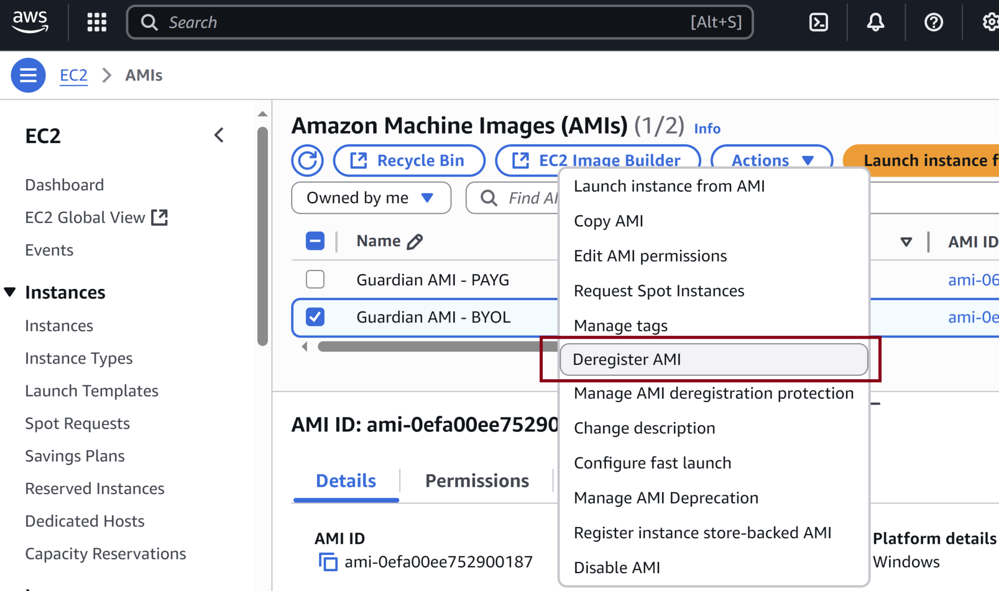 aws
Search [Alt+S]
EC2 > AMIs
EC2
Dashboard
EC2 Global View
Events
Instances
Instances
Instance Types
Launch Templates
Spot Requests
Savings Plans
Reserved Instances
Dedicated Hosts
Capacity Reservations
Amazon Machine Images (AMIs) (1/2) Info
Recycle Bin
EC2 Image Builder
Actions
Launch instance f
Owned by me
Find AI
Name
AMI ID
Guardian AMI - PAYG
ami-06
Guardian AMI - BYOL
ami-0e
Launch instance from AMI
Copy AMI
Edit AMI permissions
Request Spot Instances
Manage tags
Deregister AMI
Manage AMI deregistration protection
Change description
Configure fast launch
Manage AMI Deprecation
Register instance store-backed AMI
Disable AMI
AMI ID: ami-0efa00ee75290
Details
Permissions
AMI ID
ami-0efa00ee752900187
Platform details
Windows